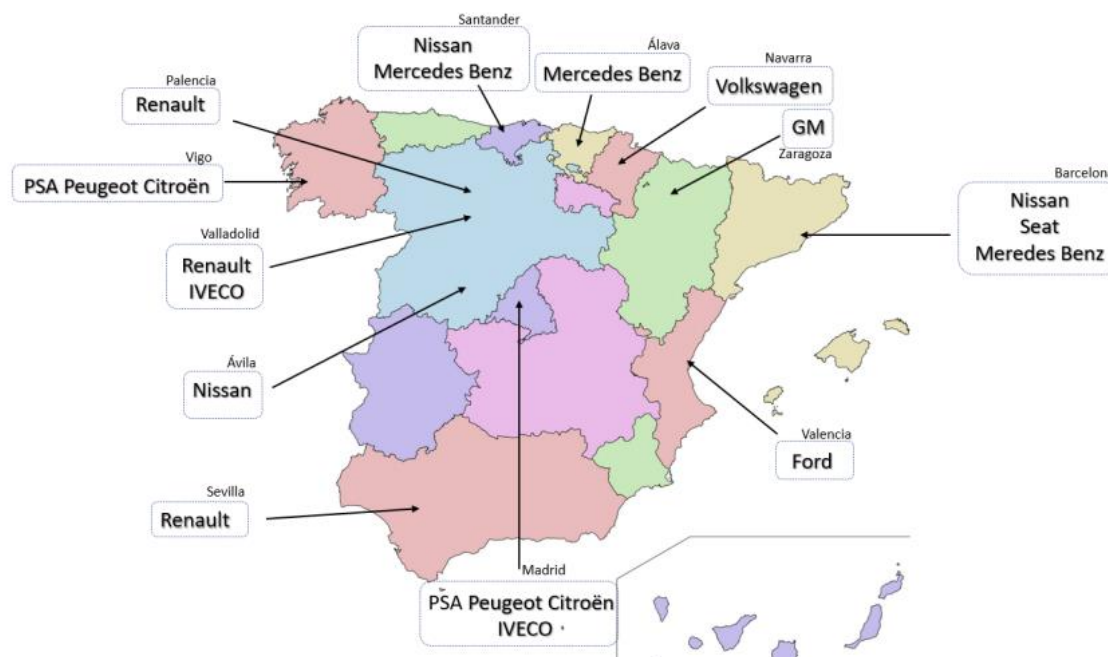 Santander
Nissan
Mercedes Benz
Álava
Mercedes Benz
Navarra
Volkswagen
Palencia
Renault
GM
Zaragoza
Vigo
PSA Peugeot Citroën
Barcelon
Nissan
Seat
Meredes Benz
Valladolid
Renault
IVECO
Ávila
Nissan
Valencia
Ford
Sevilla
Renault
Madrid
PSA Peugeot Citroën
IVECO